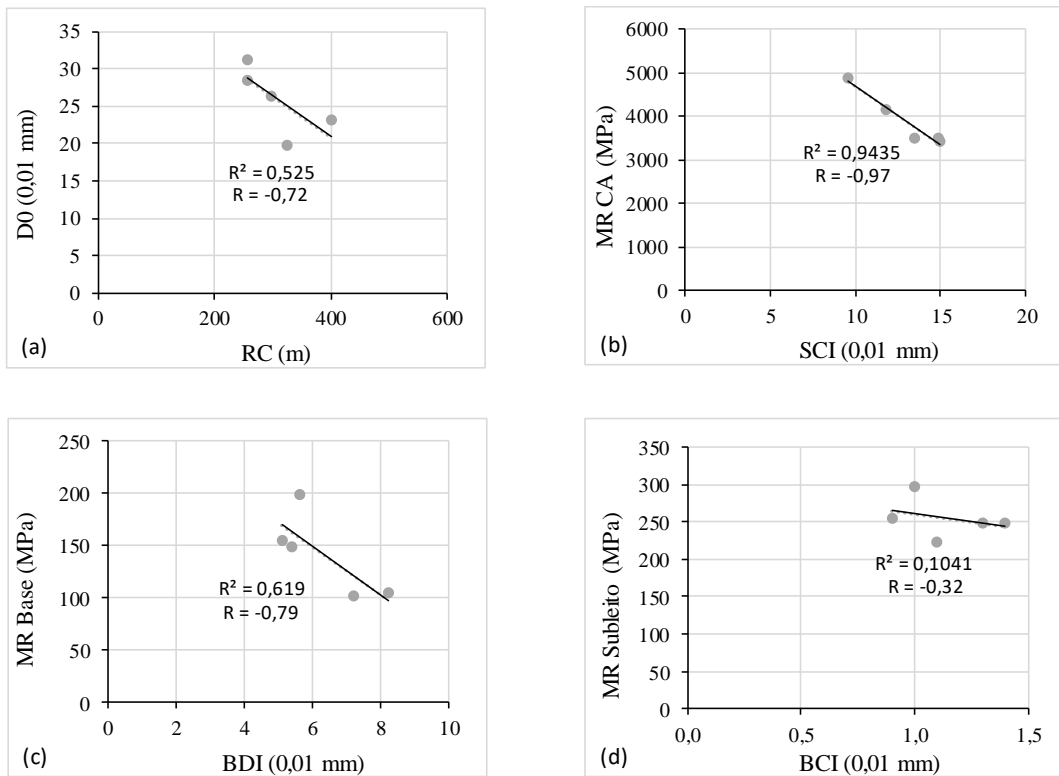 35
30
25
20
15
10
5
0
D0 (0,01 mm)
R² = 0,525
R = -0,72
0 200 400 600
(a) RC (m)
6000
5000
4000
3000
2000
1000
0
MR CA (MPa)
R² = 0,9435
R = -0,97
0 5 10 15 20
(b) SCI (0,01 mm)
250
200
150
100
50
0
MR Base (MPa)
R² = 0,619
R = -0,79
0 2 4 6 8 10
(c) BDI (0,01 mm)
350
300
250
200
150
100
50
0
MR Subleito (MPa)
R² = 0,1041
R = -0,32
0,0 0,5 1,0 1,5
(d) BCI (0,01 mm)